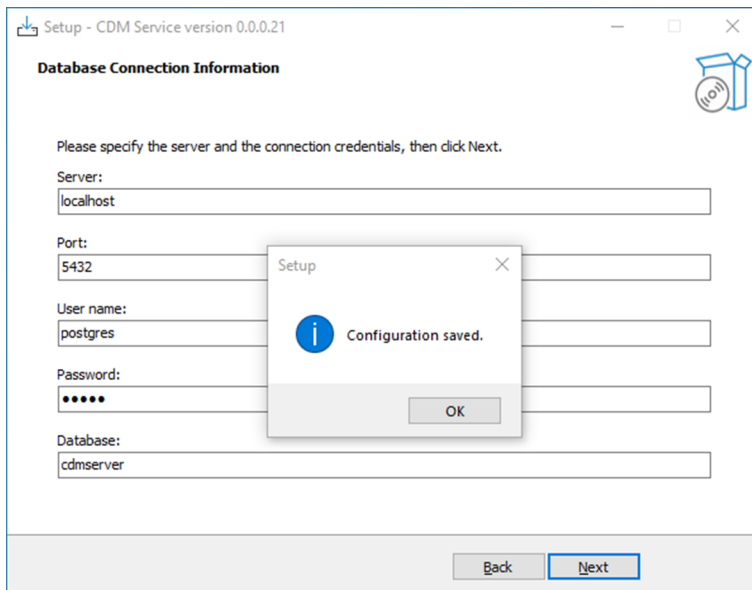 Setup - CDM Service version 0.0.0.21
Database Connection Information
Please specify the server and the connection credentials, then click Next.
Server:
localhost
Port:
5432
User name:
postgres
Password:
•••••
Database:
cdmserver
Setup
Configuration saved.
OK
Back
Next